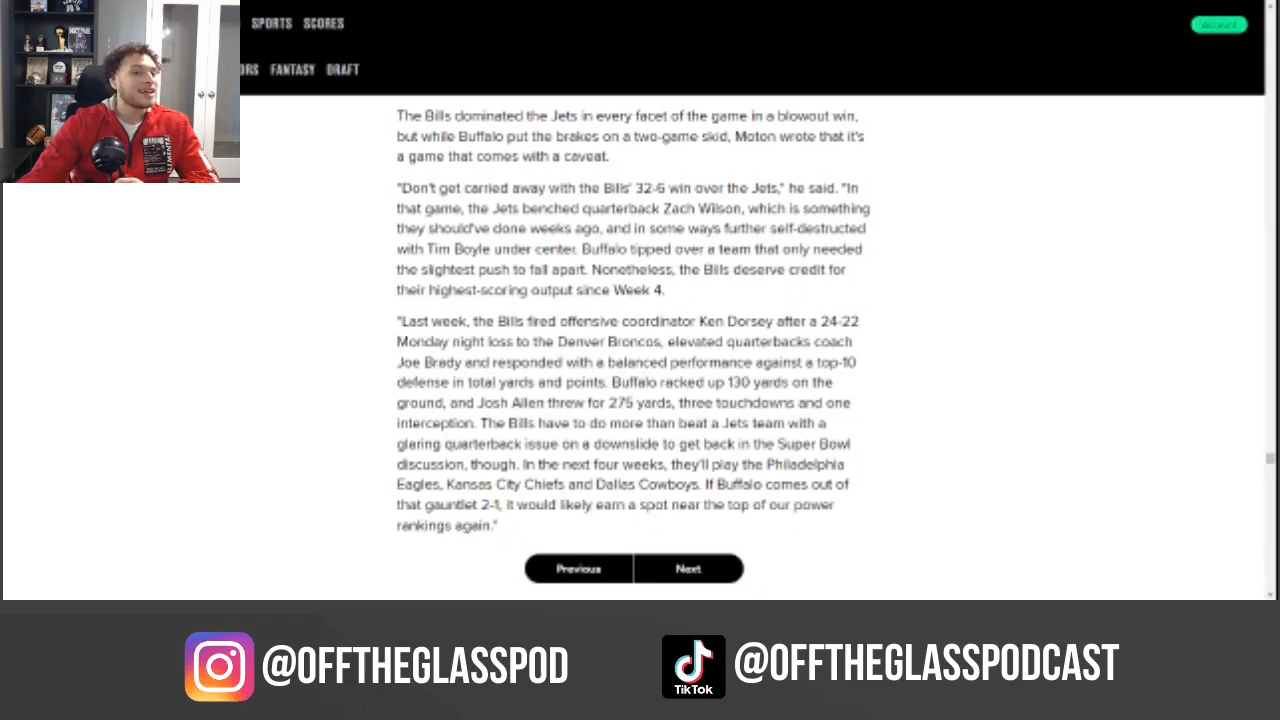 SPORTS SCORES
Account
ORS FANTASY DRAFT
The Bills dominated the Jets in every facet of the game in a blowout win,
but while Buffalo put the brakes on a two-game skid, Moton wrote that it's
a game that comes with a caveat.
"Don't get carried away with the Bills' 32-6 win over the Jets," he said. "In
that game, the Jets benched quarterback Zach Wilson, which is something
they should've done weeks ago, and in some ways further self-destructed
with Tim Boyle under center. Buffalo tipped over a team that only needed
the slightest push to fall apart. Nonetheless, the Bills deserve credit for
their highest-scoring output since Week 4.
"Last week, the Bills fired offensive coordinator Ken Dorsey after a 24-22
Monday night loss to the Denver Broncos, elevated quarterbacks coach
Joe Brady and responded with a balanced performance against a top-10
defense in total yards and points. Buffalo racked up 130 yards on the
ground, and Josh Allen threw for 275 yards, three touchdowns and one
interception. The Bills have to do more than beat a Jets team with a
glaring quarterback issue on a downslide to get back in the Super Bowl
discussion, though. In the next four weeks, they'll play the Philadelphia
Eagles, Kansas City Chiefs and Dallas Cowboys. If Buffalo comes out of
that gauntlet 2-1, it would likely earn a spot near the top of our power
rankings again."
Previous Next
@OFFTHEGLASSPOD
TikTok @OFFTHEGLASSPODCAST